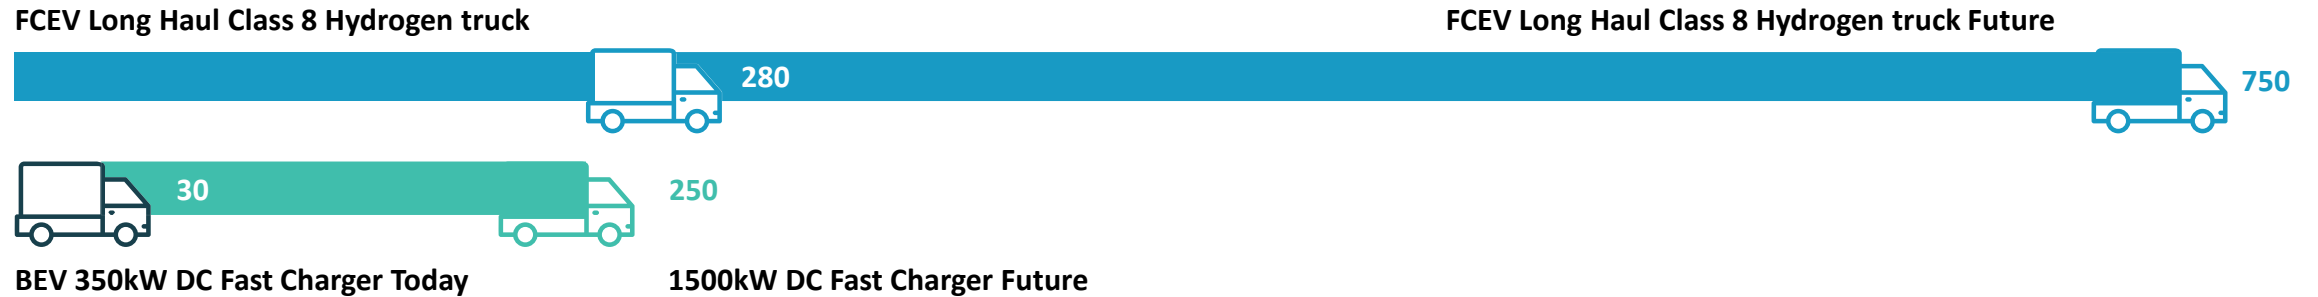 FCEV Long Haul Class 8 Hydrogen truck
FCEV Long Haul Class 8 Hydrogen truck Future
280
750
30
250
BEV 350kW DC Fast Charger Today
1500kW DC Fast Charger Future